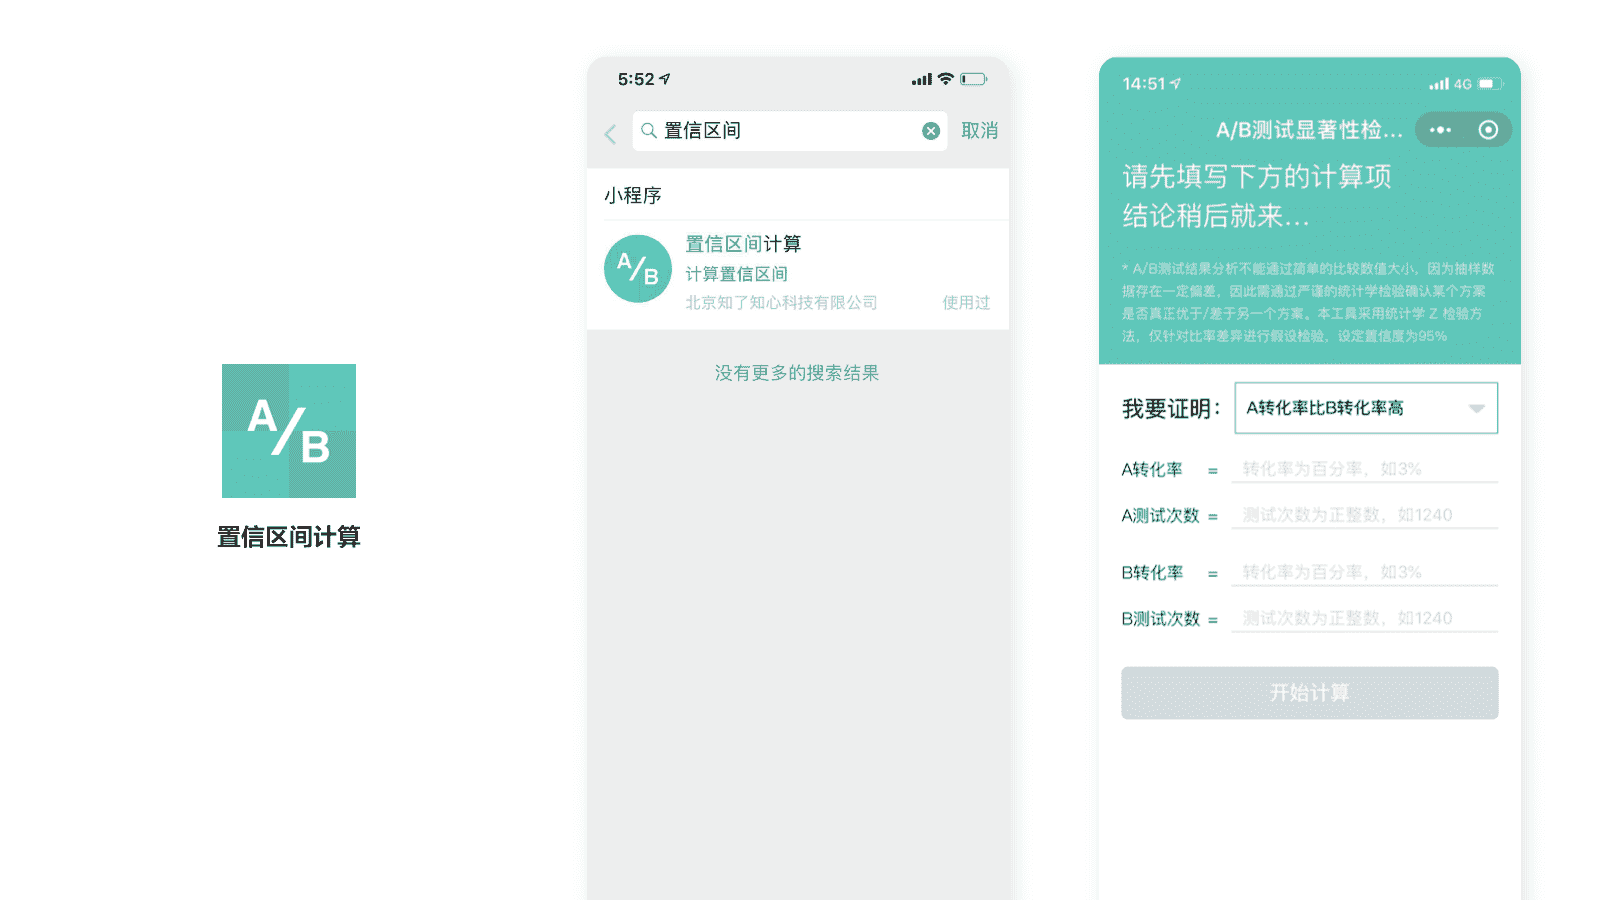 A/B
置信区间计算
5:52
置信区间
取消
小程序
A/B
置信区间计算
计算置信区间
北京知了知心科技有限公司
使用过
没有更多的搜索结果
14:51
4G
A/B测试显著性检...
请先填写下方的计算项
结论稍后就来...
* A/B测试结果分析不能通过简单的比较数值大小，因为抽样数
据存在一定偏差，因此需通过严谨的统计学检验确认某个方案
是否真正优于/差于另一个方案。本工具采用统计学 Z 检验方
法，仅针对比率差异进行假设检验，设定置信度为95%
我要证明：
A转化率比B转化率高
A转化率 = 转化率为百分率，如3%
A测试次数 = 测试次数为正整数，如1240
B转化率 = 转化率为百分率，如3%
B测试次数 = 测试次数为正整数，如1240
开始计算